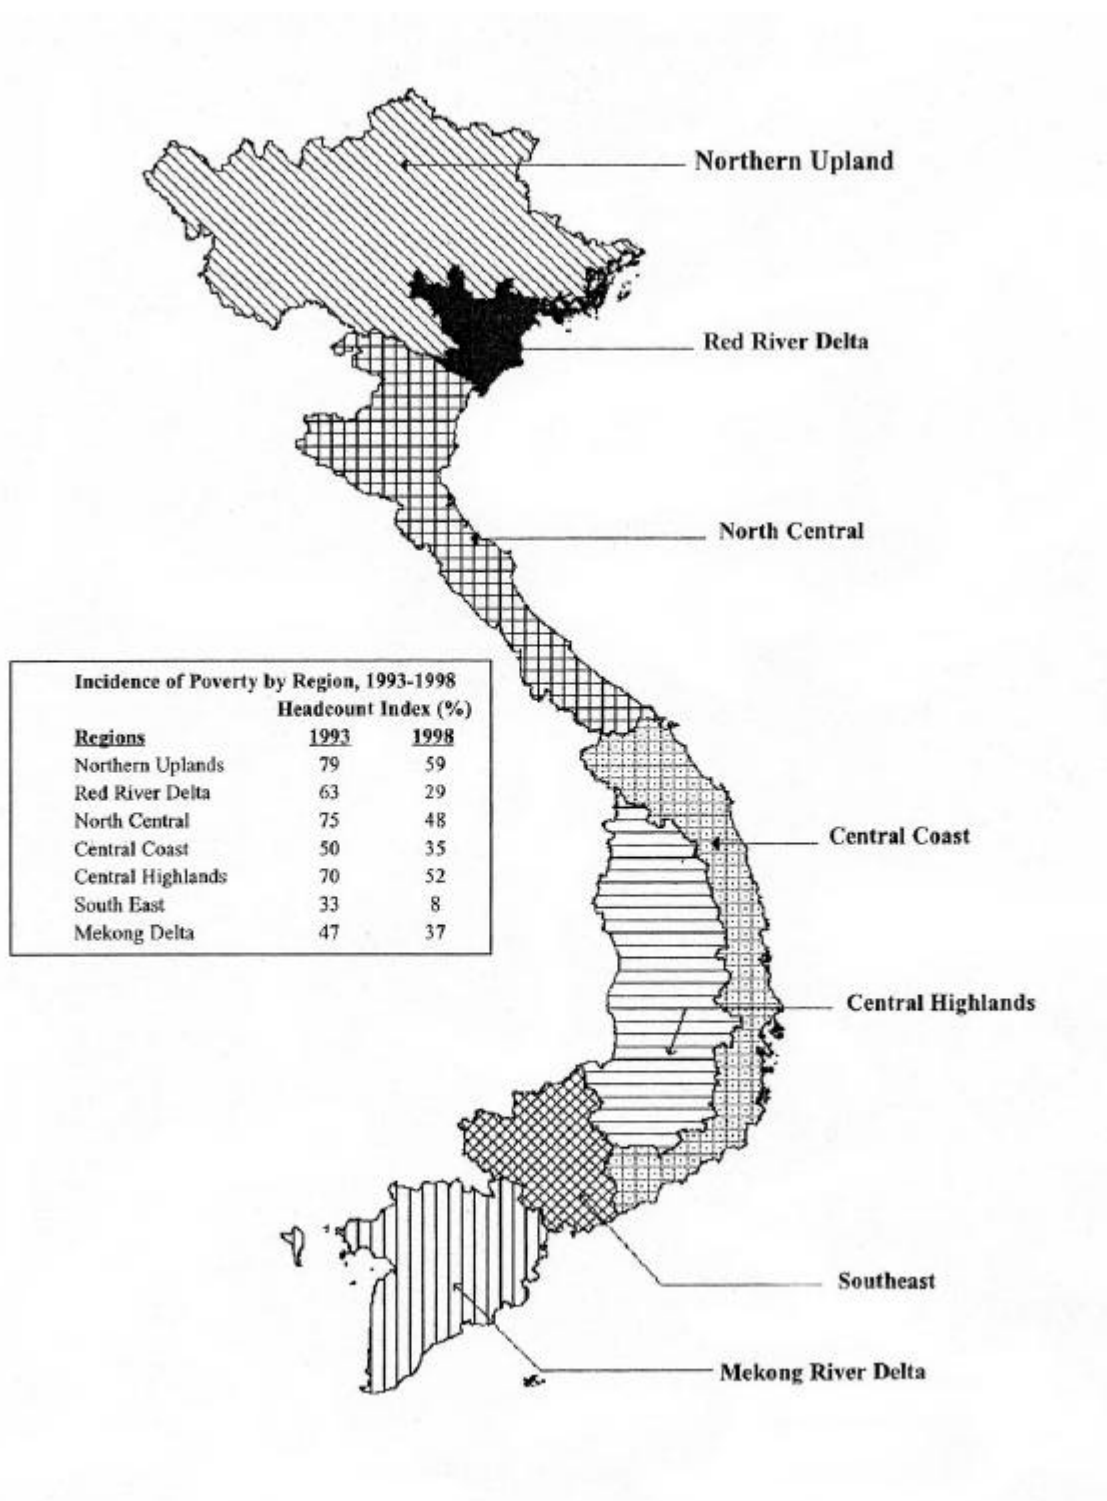 Northern Upland
Red River Delta
North Central
Incidence of Poverty by Region, 1993-1998
Headcount Index (%)
Regions 1993 1998
Northern Uplands 79 59
Red River Delta 63 29
North Central 75 48
Central Coast 50 35
Central Highlands 70 52
South East 33 8
Mekong Delta 47 37
Central Coast
Central Highlands
Southeast
Mekong River Delta